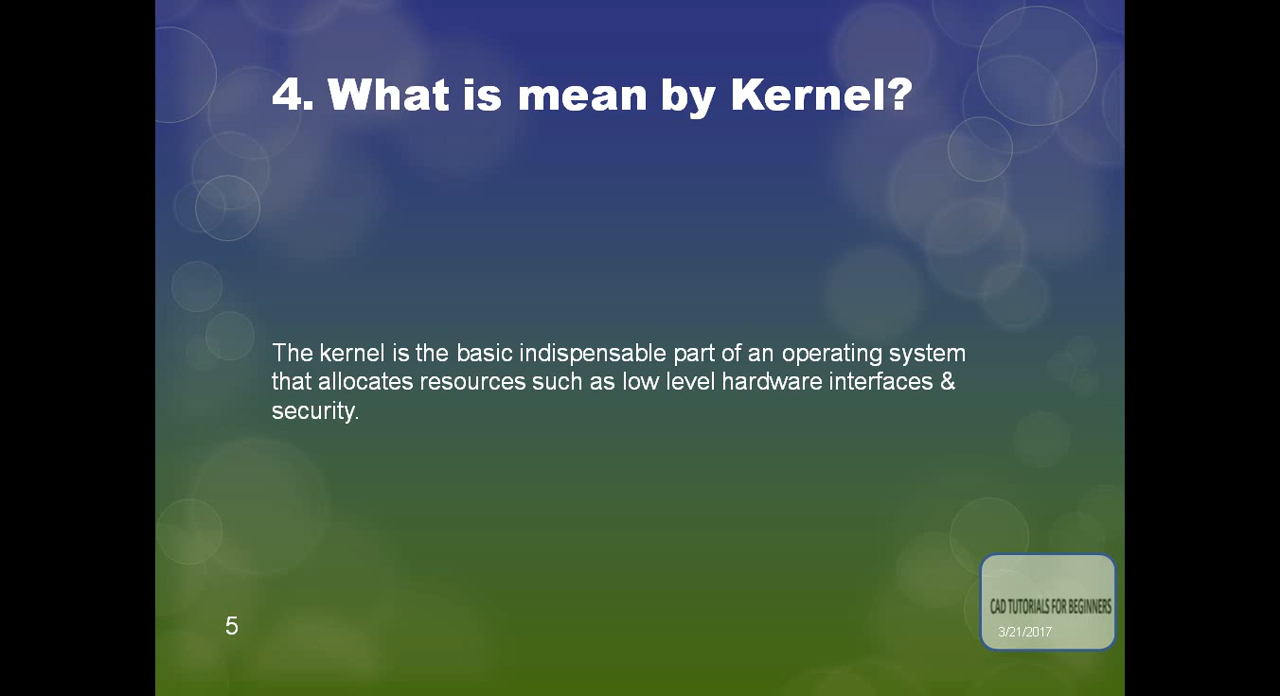 4. What is mean by Kernel?
The kernel is the basic indispensable part of an operating system
that allocates resources such as low level hardware interfaces &
security.
CAD TUTORIALS FOR BEGINNERS
5
3/21/2017